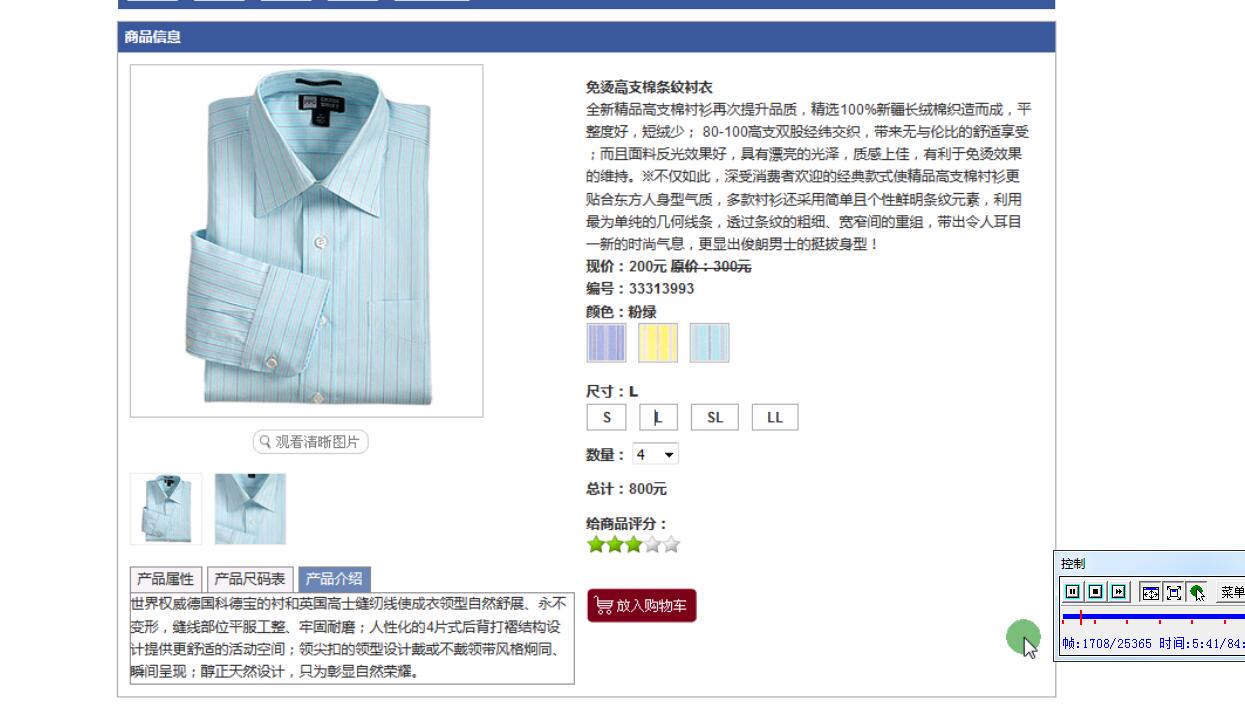 商品信息
免烫高支棉条纹衬衣
全新精品高支棉衬衫再次提升品质，精选100%新疆长绒棉织造而成，平
整度好，短绒少； 80-100高支双股经纬交织，带来无与伦比的舒适享受
；而且面料反光效果好，具有漂亮的光泽，质感上佳，有利于免烫效果
的维持。※不仅如此，深受消费者欢迎的经典款式使精品高支棉衬衫更
贴合东方人身型气质，多款衬衫还采用简单且个性鲜明条纹元素，利用
最为单纯的几何线条，透过条纹的粗细、宽窄间的重组，带出令人耳目
一新的时尚气息，更显出俊朗男士的挺拔身型！
现价：200元 原价：300元
编号：33313993
颜色：粉绿
尺寸：L
S L SL LL
数量： 4
总计：800元
给商品评分：
放入购物车
观看清晰图片
产品属性 产品尺码表 产品介绍
世界权威德国科德宝的衬和英国高士缝纫线使成衣领型自然舒展、永不
变形，缝线部位平服工整、牢固耐磨；人性化的4片式后背打褶结构设
计提供更舒适的活动空间；领尖扣的领型设计戴或不戴领带风格炯同、
瞬间呈现；醇正天然设计，只为彰显自然荣耀。
控制
菜单
帧:1708/25365 时间:5:41/84: